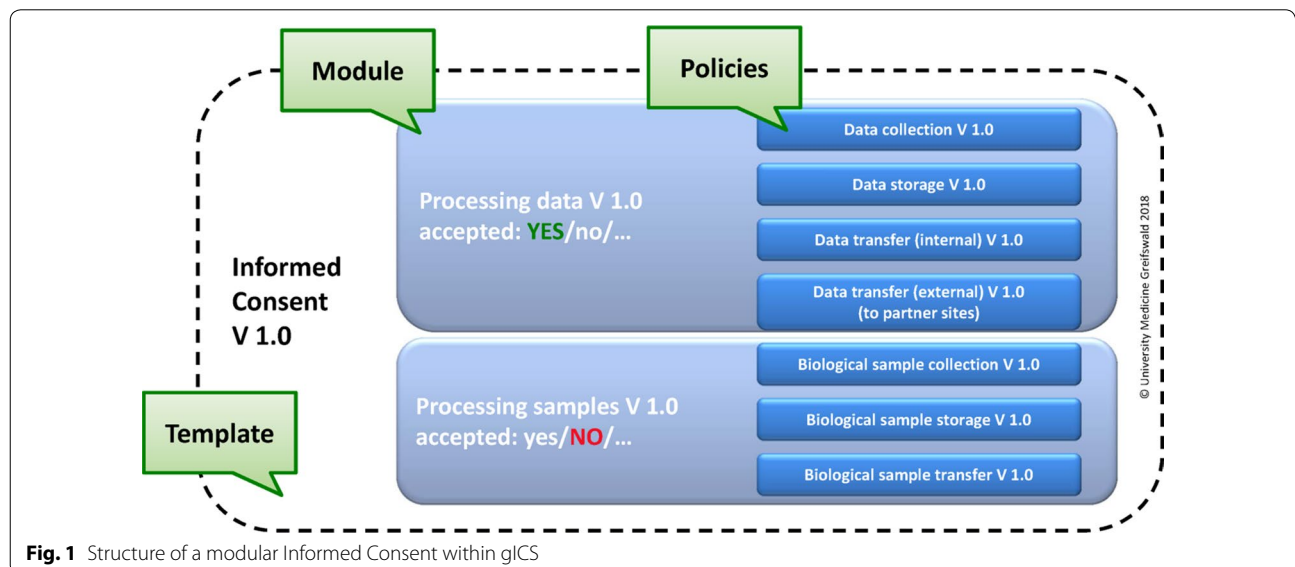 Module
Policies
Data collection V 1.0
Data storage V 1.0
Processing data V 1.0
accepted: YES/no/...
Data transfer (internal) V 1.0
Data transfer (external) V 1.0
(to partner sites)
Informed
Consent
V 1.0
Biological sample collection V 1.0
Processing samples V 1.0
accepted: yes/NO/...
Biological sample storage V 1.0
Biological sample transfer V 1.0
Template
© University Medicine Greifswald 2018
Fig. 1 Structure of a modular Informed Consent within gICS